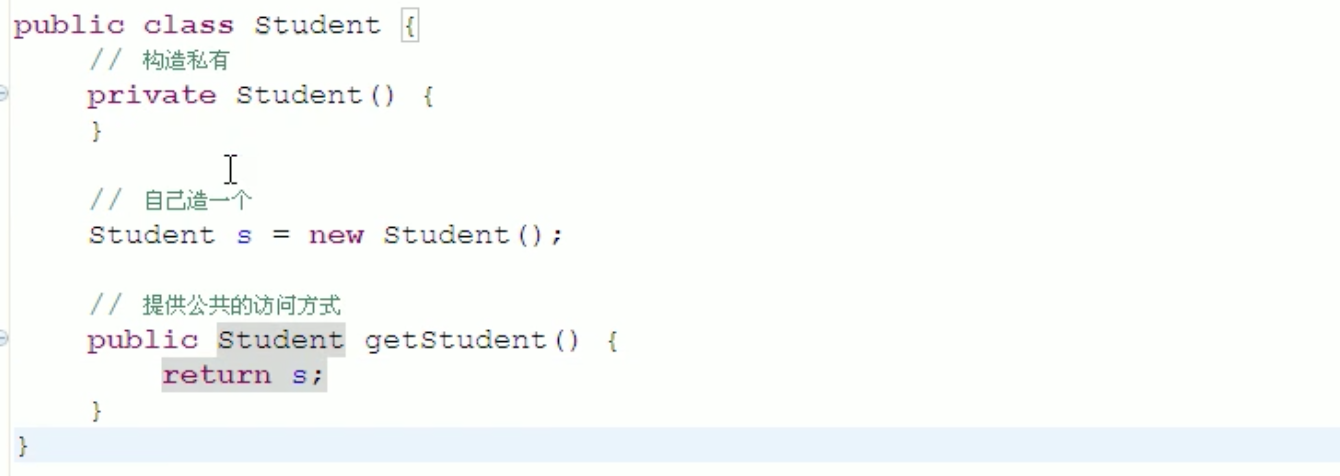 public class Student {
// 构造私有
private Student() {
}
// 自己造一个
Student s = new Student();
// 提供公共的访问方式
public Student getStudent() {
return s;
}
}